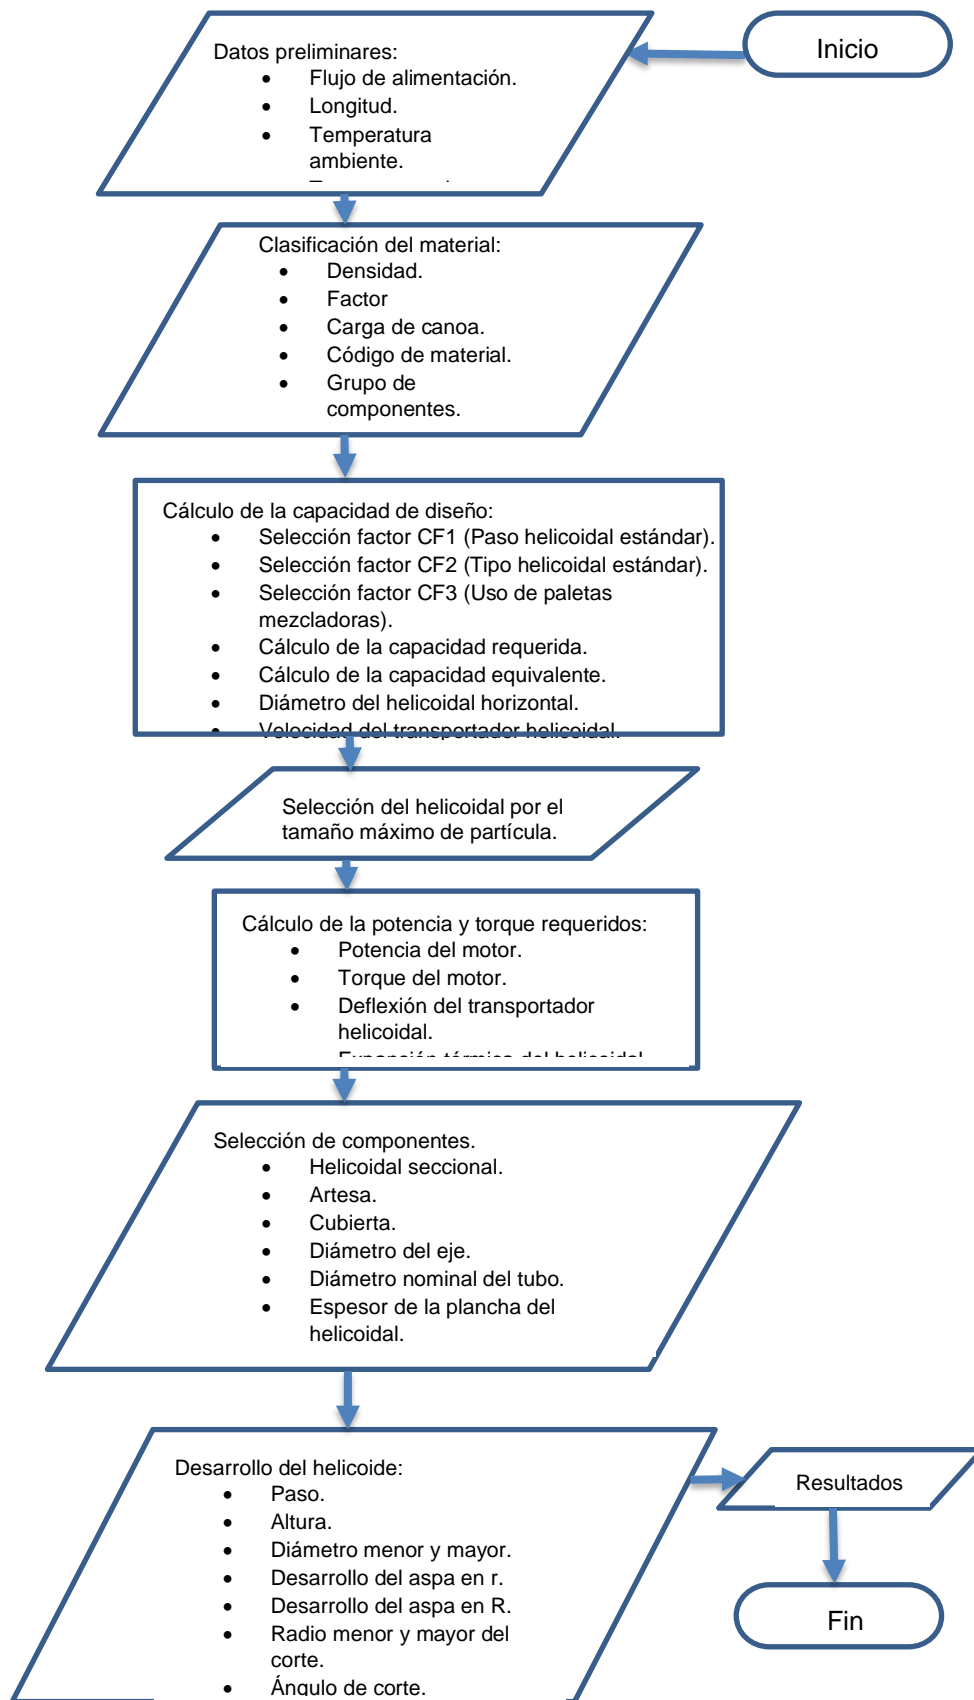 Inicio
Datos preliminares:
• Flujo de alimentación.
• Longitud.
• Temperatura
ambiente.
Clasificación del material:
• Densidad.
• Factor
• Carga de canoa.
• Código de material.
• Grupo de
componentes.
Cálculo de la capacidad de diseño:
• Selección factor CF1 (Paso helicoidal estándar).
• Selección factor CF2 (Tipo helicoidal estándar).
• Selección factor CF3 (Uso de paletas
mezcladoras).
• Cálculo de la capacidad requerida.
• Cálculo de la capacidad equivalente.
• Diámetro del helicoidal horizontal.
• Velocidad del transportador helicoidal.
Selección del helicoidal por el
tamaño máximo de partícula.
Cálculo de la potencia y torque requeridos:
• Potencia del motor.
• Torque del motor.
• Deflexión del transportador
helicoidal.
Expansión térmica del helicoidal
Selección de componentes.
• Helicoidal seccional.
• Artesa.
• Cubierta.
• Diámetro del eje.
• Diámetro nominal del tubo.
• Espesor de la plancha del
helicoidal.
Desarrollo del helicoide:
• Paso.
• Altura.
• Diámetro menor y mayor.
• Desarrollo del aspa en r.
• Desarrollo del aspa en R.
• Radio menor y mayor del
corte.
• Ángulo de corte.
Resultados
Fin